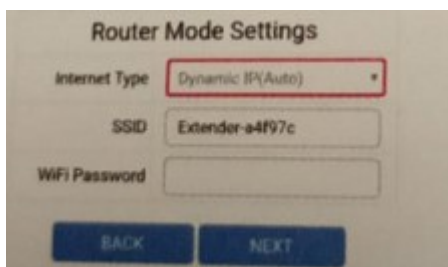 Router Mode Settings
Internet Type Dynamic IP(Auto)
SSID Extender-a4f97c
WiFi Password
BACK NEXT